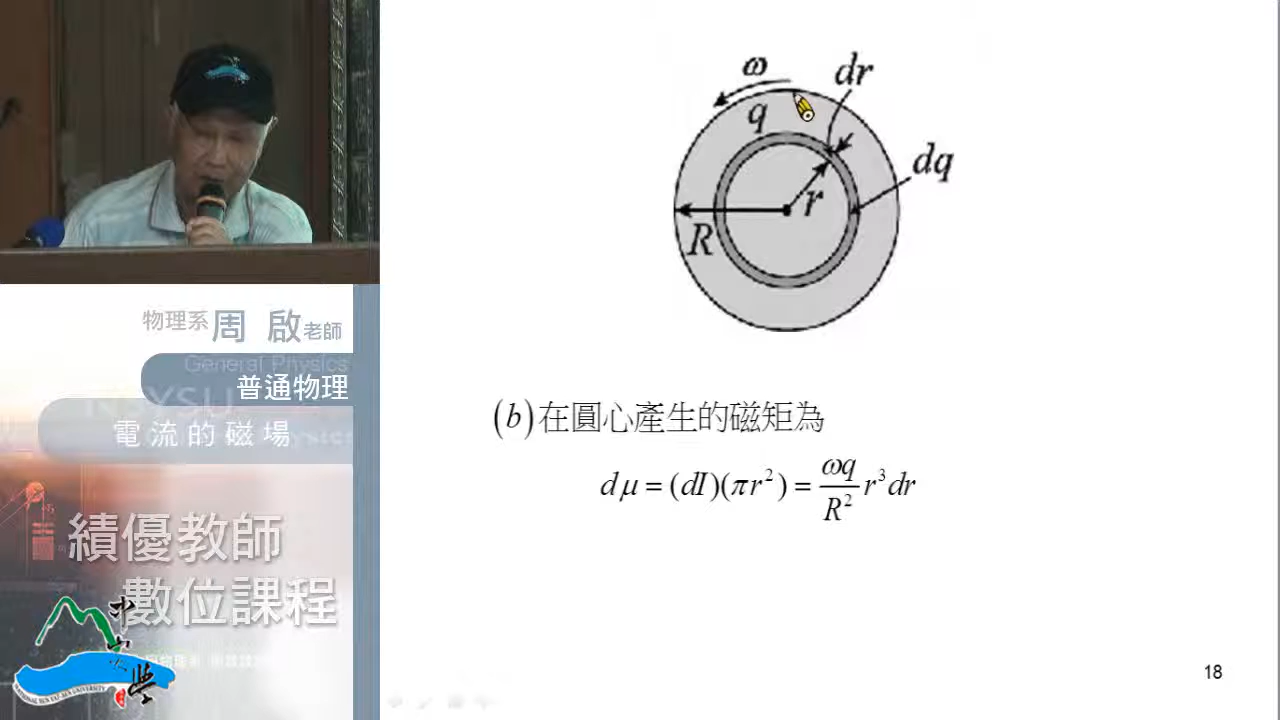 物理系 周 啟 老師
General Physics
普通物理
電流的磁場
績優教師
數位課程
ω
dr
q
dq
r
R
(b)在圓心產生的磁矩為
dμ = (dI)(πr²) = ωq/R² r³dr
18